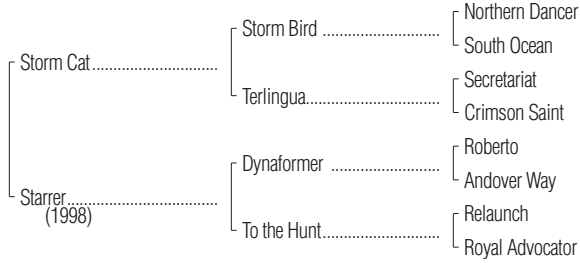 Northern Dancer
Storm Bird ..............................
South Ocean
Storm Cat ..............................
Secretariat
Terlingua ..............................
Crimson Saint
Roberto
Dynaformer ..............................
Andover Way
Starrer ..............................
(1998)
Relaunch
To the Hunt ..............................
Royal Advocator